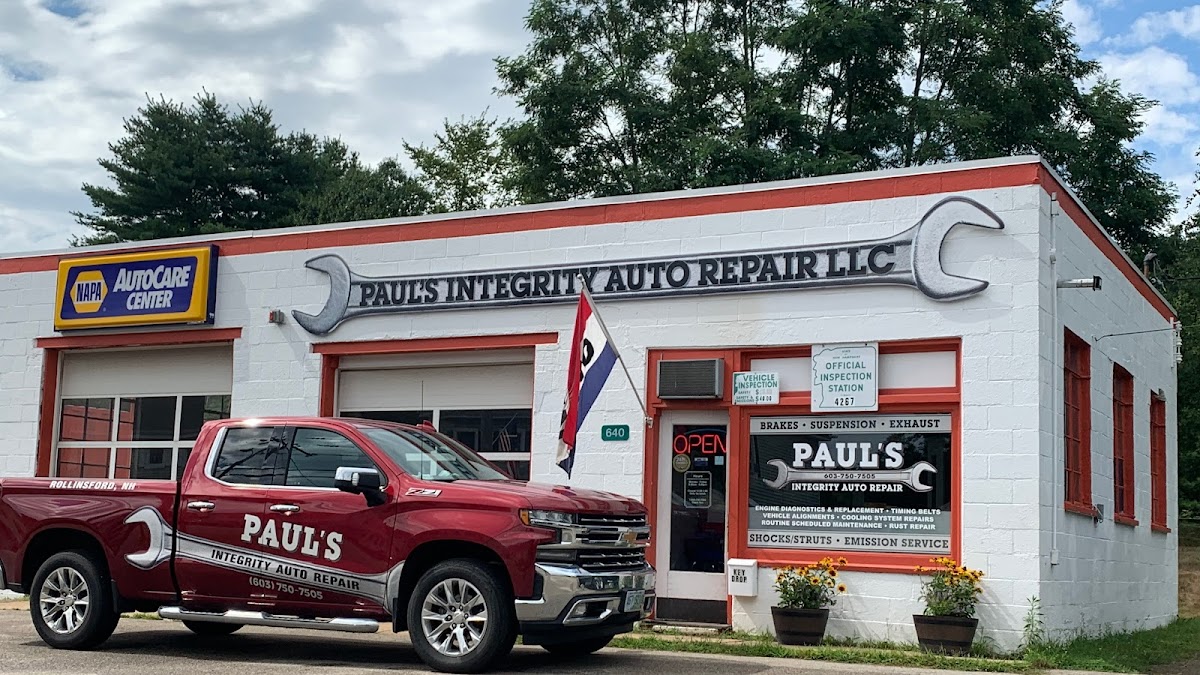 NAPA
AUTOCARE
CENTER
PAUL'S INTEGRITY AUTO REPAIR LLC
VEHICLE
INSPECTION
OFFICIAL
INSPECTION
STATION
4267
640
OPEN
BRAKES • SUSPENSION • EXHAUST
PAUL'S
603-750-7505
INTEGRITY AUTO REPAIR
ENGINE DIAGNOSTICS & REPLACEMENT • TIMING BELTS
VEHICLE ALIGNMENTS • COOLING SYSTEM REPAIRS
ROUTINE SCHEDULED MAINTENANCE • RUST REPAIR
SHOCKS/STRUTS • EMISSION SERVICE
KEY
DROP
ROLLINSFORD, NH
Z71
PAUL'S
INTEGRITY AUTO REPAIR
(603) 750-7505